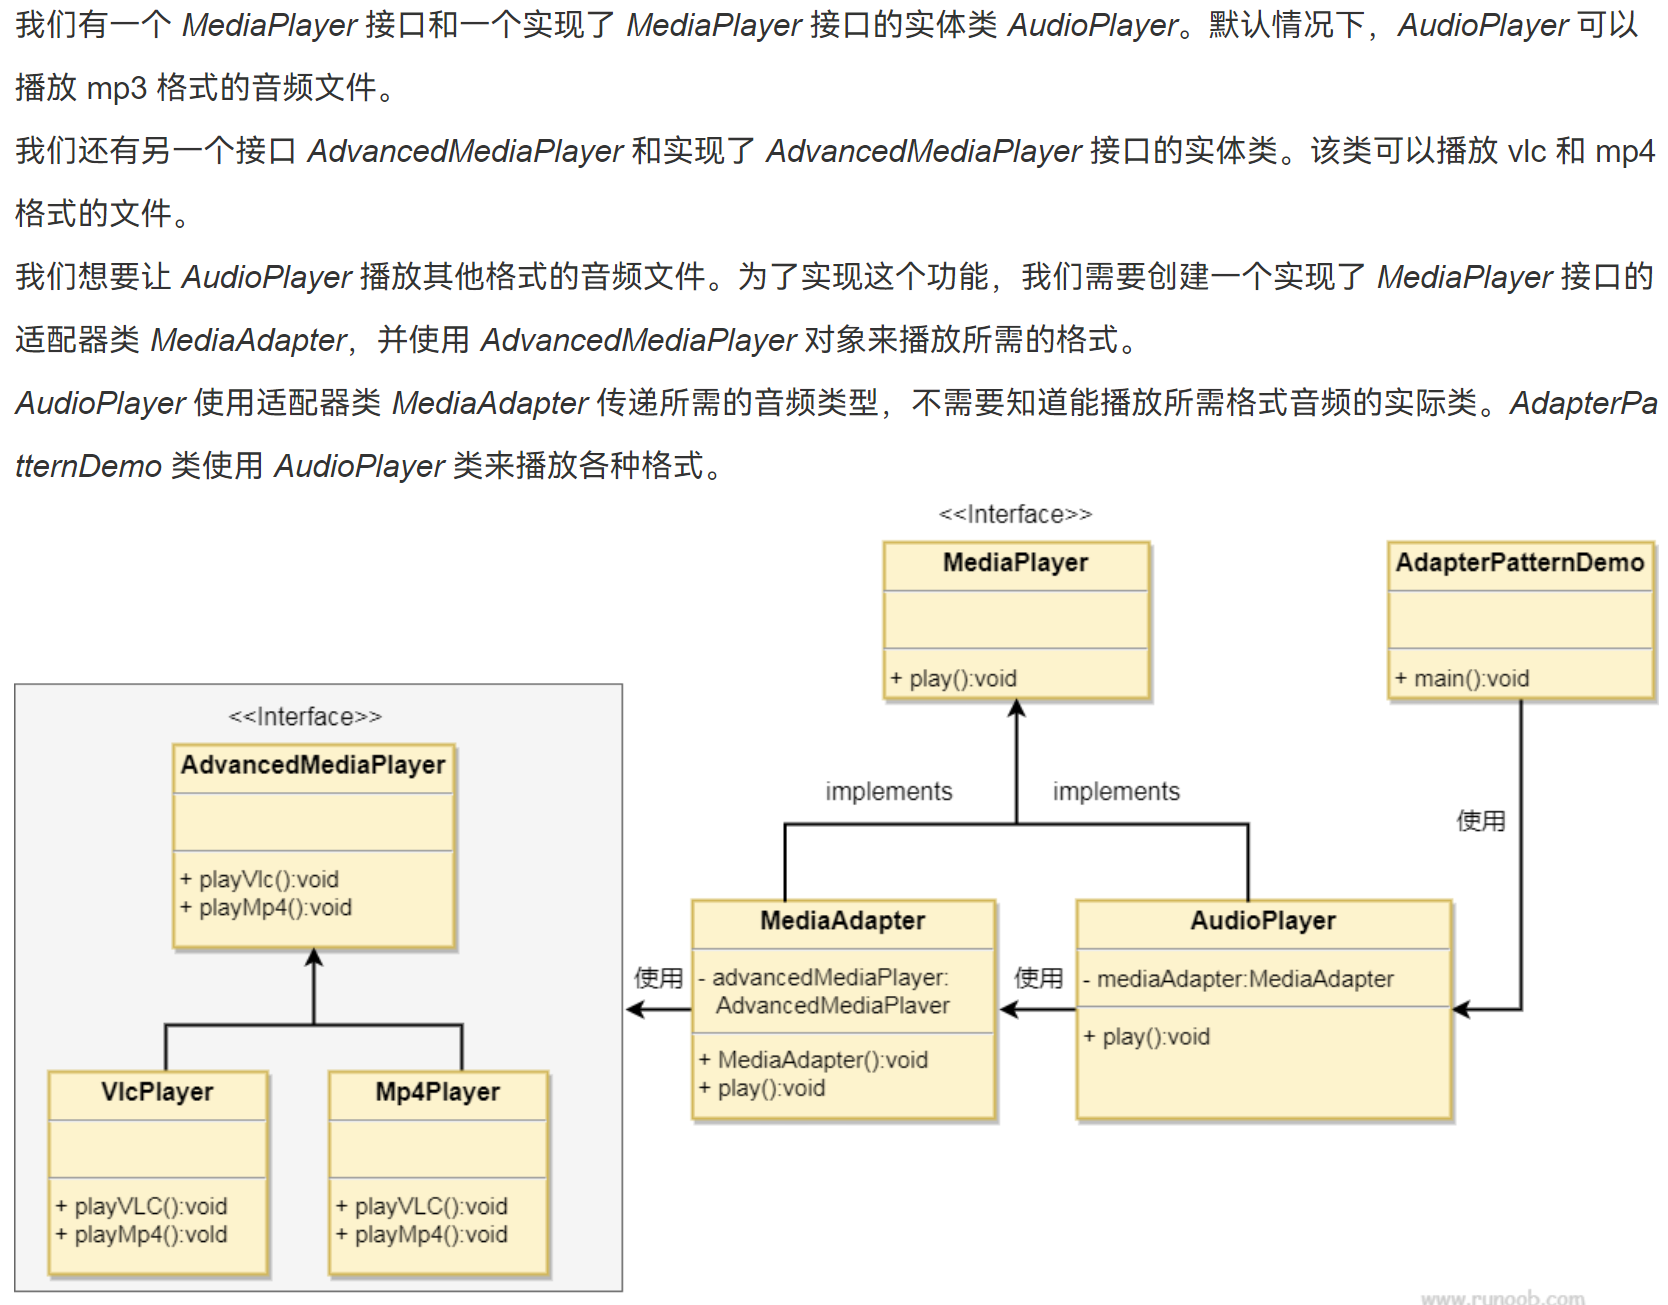 我们有一个 MediaPlayer 接口和一个实现了 MediaPlayer 接口的实体类 AudioPlayer。默认情况下，AudioPlayer 可以
播放 mp3 格式的音频文件。
我们还有另一个接口 AdvancedMediaPlayer 和实现了 AdvancedMediaPlayer 接口的实体类。该类可以播放 vlc 和 mp4
格式的文件。
我们想要让 AudioPlayer 播放其他格式的音频文件。为了实现这个功能，我们需要创建一个实现了 MediaPlayer 接口的
适配器类 MediaAdapter，并使用 AdvancedMediaPlayer 对象来播放所需的格式。
AudioPlayer 使用适配器类 MediaAdapter 传递所需的音频类型，不需要知道能播放所需格式音频的实际类。AdapterPa
tternDemo 类使用 AudioPlayer 类来播放各种格式。
<<Interface>>
MediaPlayer
+ play():void
AdapterPatternDemo
+ main():void
<<Interface>>
AdvancedMediaPlayer
+ playVlc():void
+ playMp4():void
implements
implements
使用
使用
使用
MediaAdapter
- advancedMediaPlayer:
AdvancedMediaPlaver
+ MediaAdapter():void
+ play():void
AudioPlayer
- mediaAdapter:MediaAdapter
+ play():void
VlcPlayer
+ playVLC():void
+ playMp4():vold
Mp4Player
+ playVLC():void
+ playMp4():void
www.runoob.com